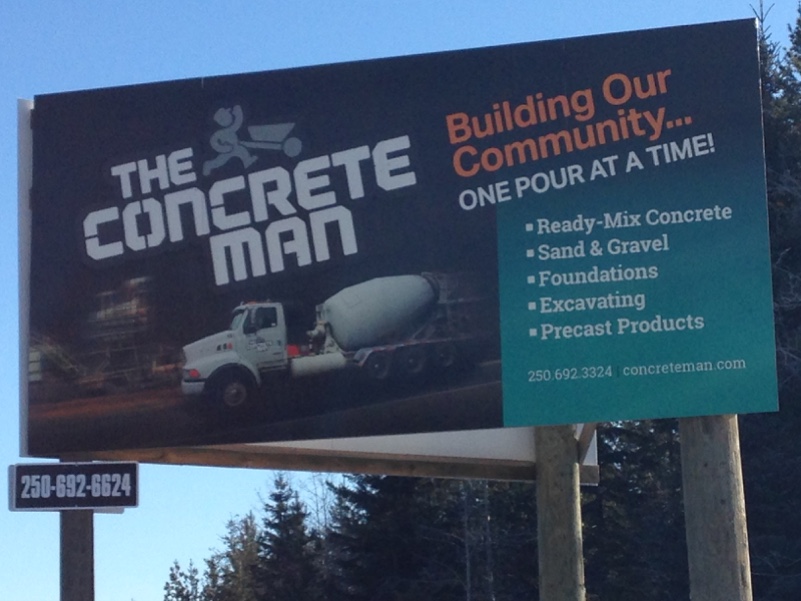 THE
CONCRETE
MAN
Building Our
Community...
ONE POUR AT A TIME!
▪ Ready-Mix Concrete
▪ Sand & Gravel
▪ Foundations
▪ Excavating
▪ Precast Products
250.692.3324 | concreteman.com
250-692-6624